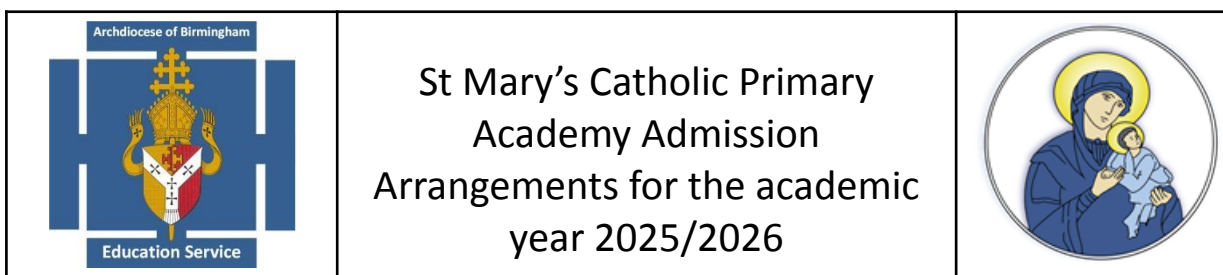 Archdiocese of Birmingham
Education Service
St Mary’s Catholic Primary
Academy Admission
Arrangements for the academic
year 2025/2026